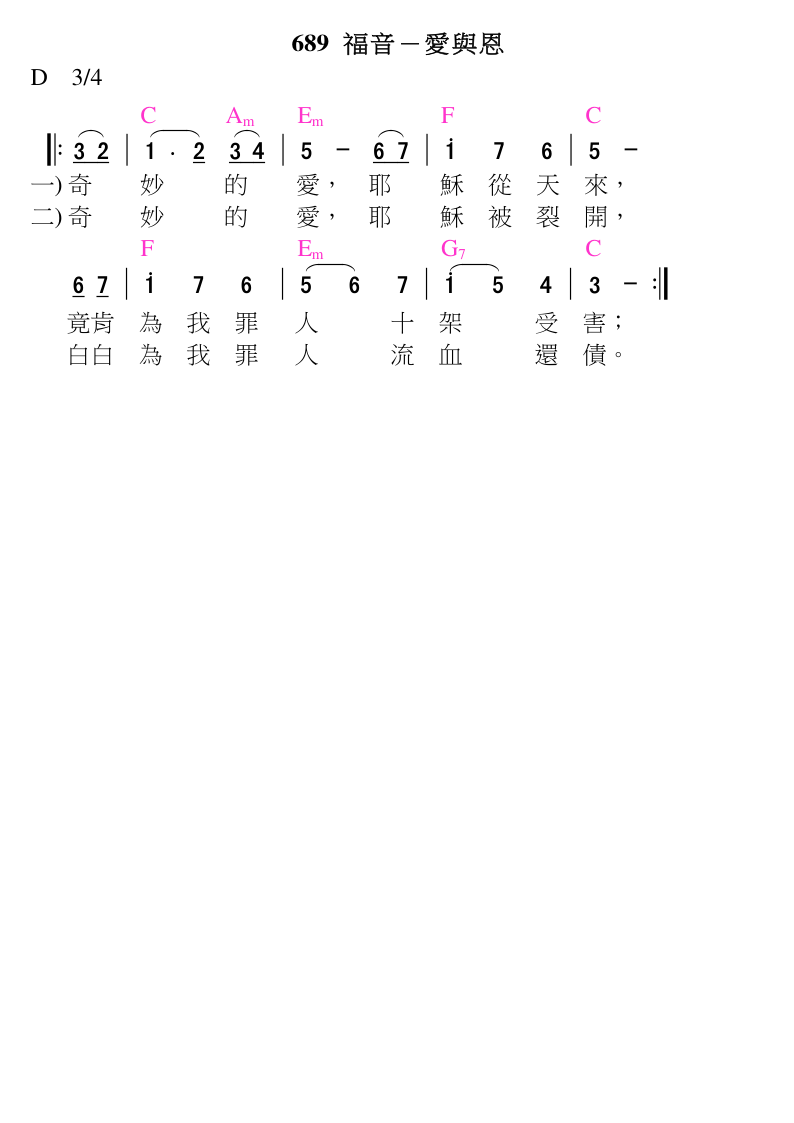 689 福音－愛與恩
D 3/4
C Am Em F C
3 2 | 1 . 2 3 4 | 5 － 6 7 | 1 7 6 | 5 －
一) 奇 妙 的 愛， 耶 穌 從 天 來，
二) 奇 妙 的 愛， 耶 穌 被 裂 開，
F Em G7 C
6 7 | 1 7 6 | 5 6 7 | 1 5 4 | 3 －
竟肯 為 我 罪 人 十 架 受 害；
白白 為 我 罪 人 流 血 還 債。